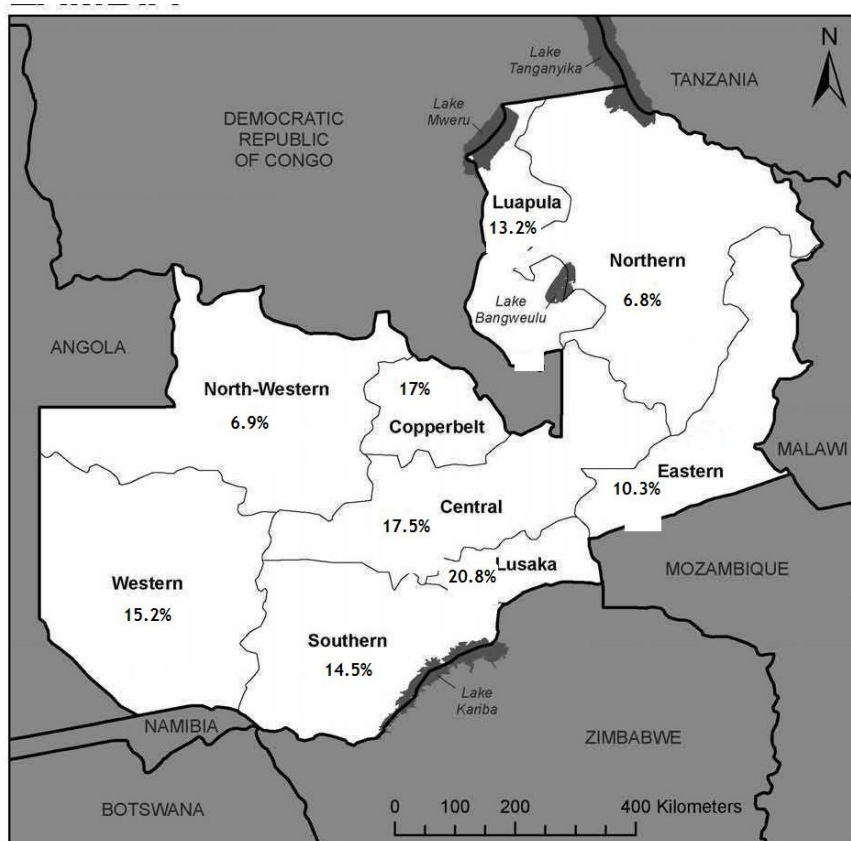 Lake
Tanganyika
N
TANZANIA
Lake
Mweru
DEMOCRATIC
REPUBLIC
OF CONGO
Luapula
13.2%
Northern
6.8%
Lake
Bangweulu
ANGOLA
North-Western
6.9%
17%
Copperbelt
MALAWI
Eastern
10.3%
Central
17.5%
Lusaka
20.8%
MOZAMBIQUE
Western
15.2%
Southern
14.5%
Lake
Kariba
NAMIBIA
ZIMBABWE
BOTSWANA
0 100 200 400 Kilometers